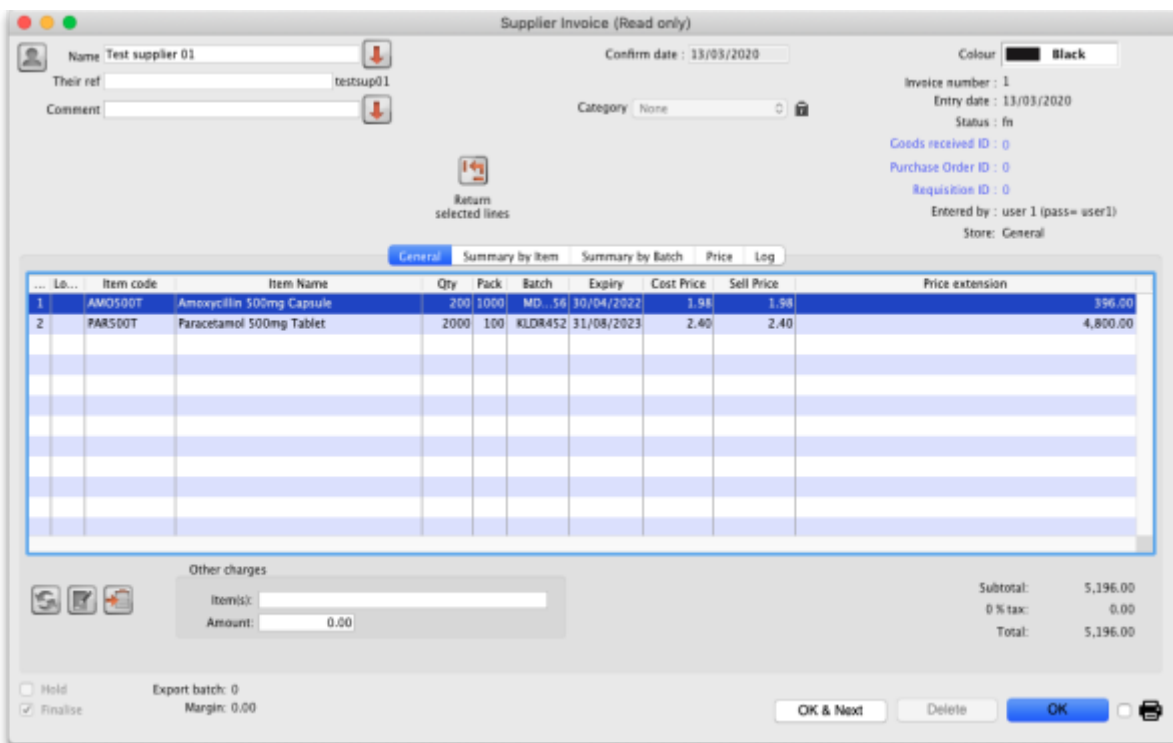 Supplier Invoice (Read only)
Name Test supplier 01
Confirm date : 13/03/2020
Colour Black
Their ref testsup01
Invoice number : 1
Comment
Category None
Entry date : 13/03/2020
Status : fn
Goods received ID : 0
Purchase Order ID : 0
Requisition ID : 0
Return
selected lines
Entered by : user 1 (pass= user1)
Store: General
General Summary by Item Summary by Batch Price Log
... Lo... Item code Item Name Qty Pack Batch Expiry Cost Price Sell Price Price extension
1 AMO500T Amoxycillin 500mg Capsule 200 1000 MD...56 30/04/2022 1.98 1.98 396.00
2 PAR500T Paracetamol 500mg Tablet 2000 100 KLDR452 31/08/2023 2.40 2.40 4,800.00
Other charges
Item(s):
Amount: 0.00
Subtotal: 5,196.00
0 % tax: 0.00
Total: 5,196.00
Hold Export batch: 0
Finalise Margin: 0.00
OK & Next Delete OK